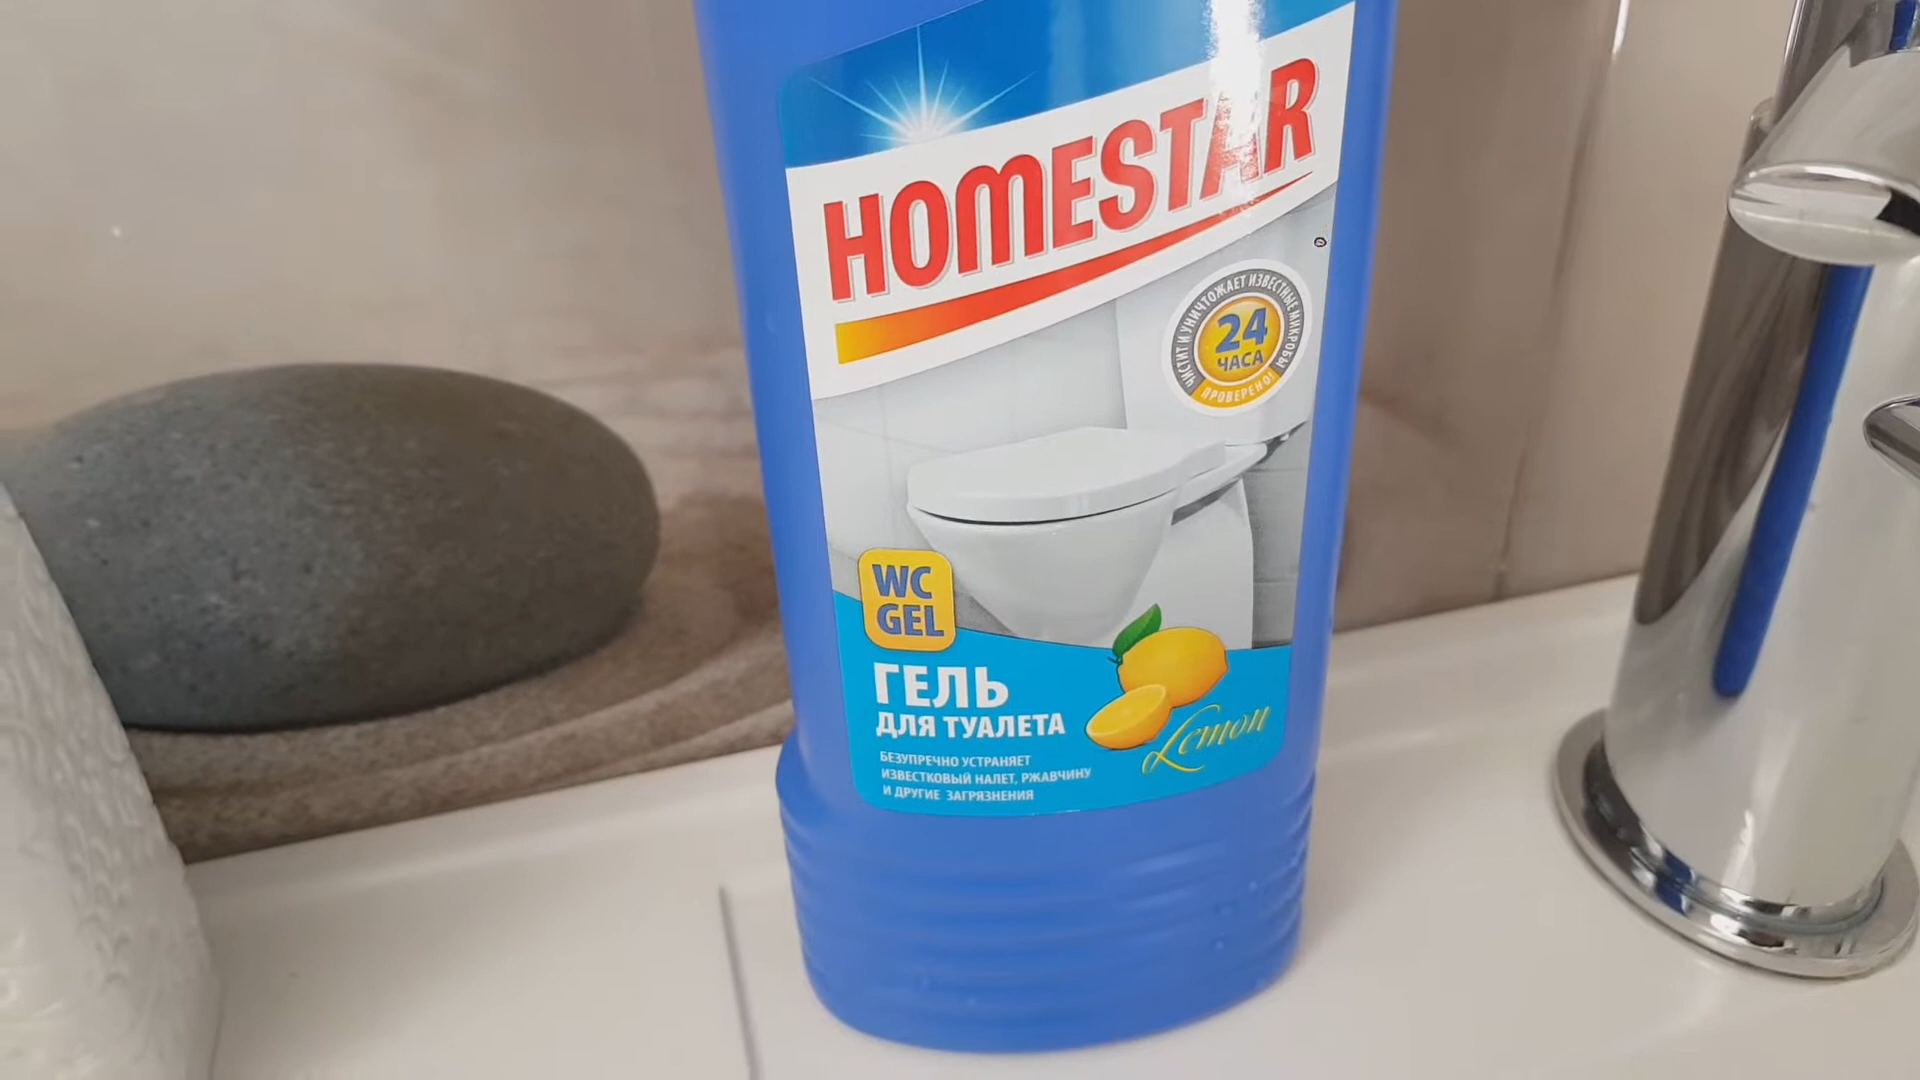 HOMESTAR
ЧИСТИТ И УНИЧТОЖАЕТ ИЗВЕСТНЫЕ МИКРОБЫ
24
ЧАСА
ПРОВЕРЕНО!
WC
GEL
ГЕЛЬ
ДЛЯ ТУАЛЕТА
Lemon
БЕЗУПРЕЧНО УСТРАНЯЕТ
ИЗВЕСТКОВЫЙ НАЛЕТ, РЖАВЧИНУ
И ДРУГИЕ ЗАГРЯЗНЕНИЯ